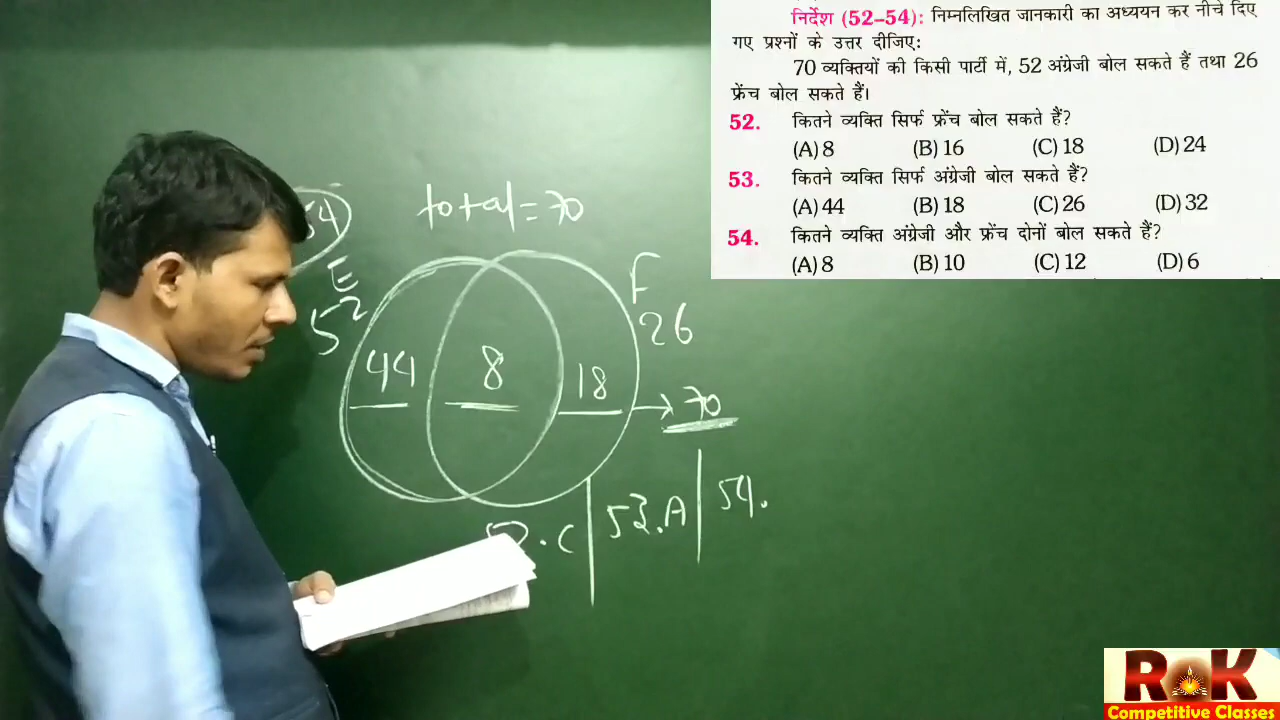 निर्देश (52–54): निम्नलिखित जानकारी का अध्ययन कर नीचे दिए
गए प्रश्नों के उत्तर दीजिए:
70 व्यक्तियों की किसी पार्टी में, 52 अंग्रेजी बोल सकते हैं तथा 26
फ्रेंच बोल सकते हैं।
52. कितने व्यक्ति सिर्फ फ्रेंच बोल सकते हैं?
(A) 8 (B) 16 (C) 18 (D) 24
53. कितने व्यक्ति सिर्फ अंग्रेजी बोल सकते हैं?
(A) 44 (B) 18 (C) 26 (D) 32
54. कितने व्यक्ति अंग्रेजी और फ्रेंच दोनों बोल सकते हैं?
(A) 8 (B) 10 (C) 12 (D) 6
54
total = 70
E
52
F
26
44 8 18 → 70
52. C 53. A 54.
ROK
Competitive Classes